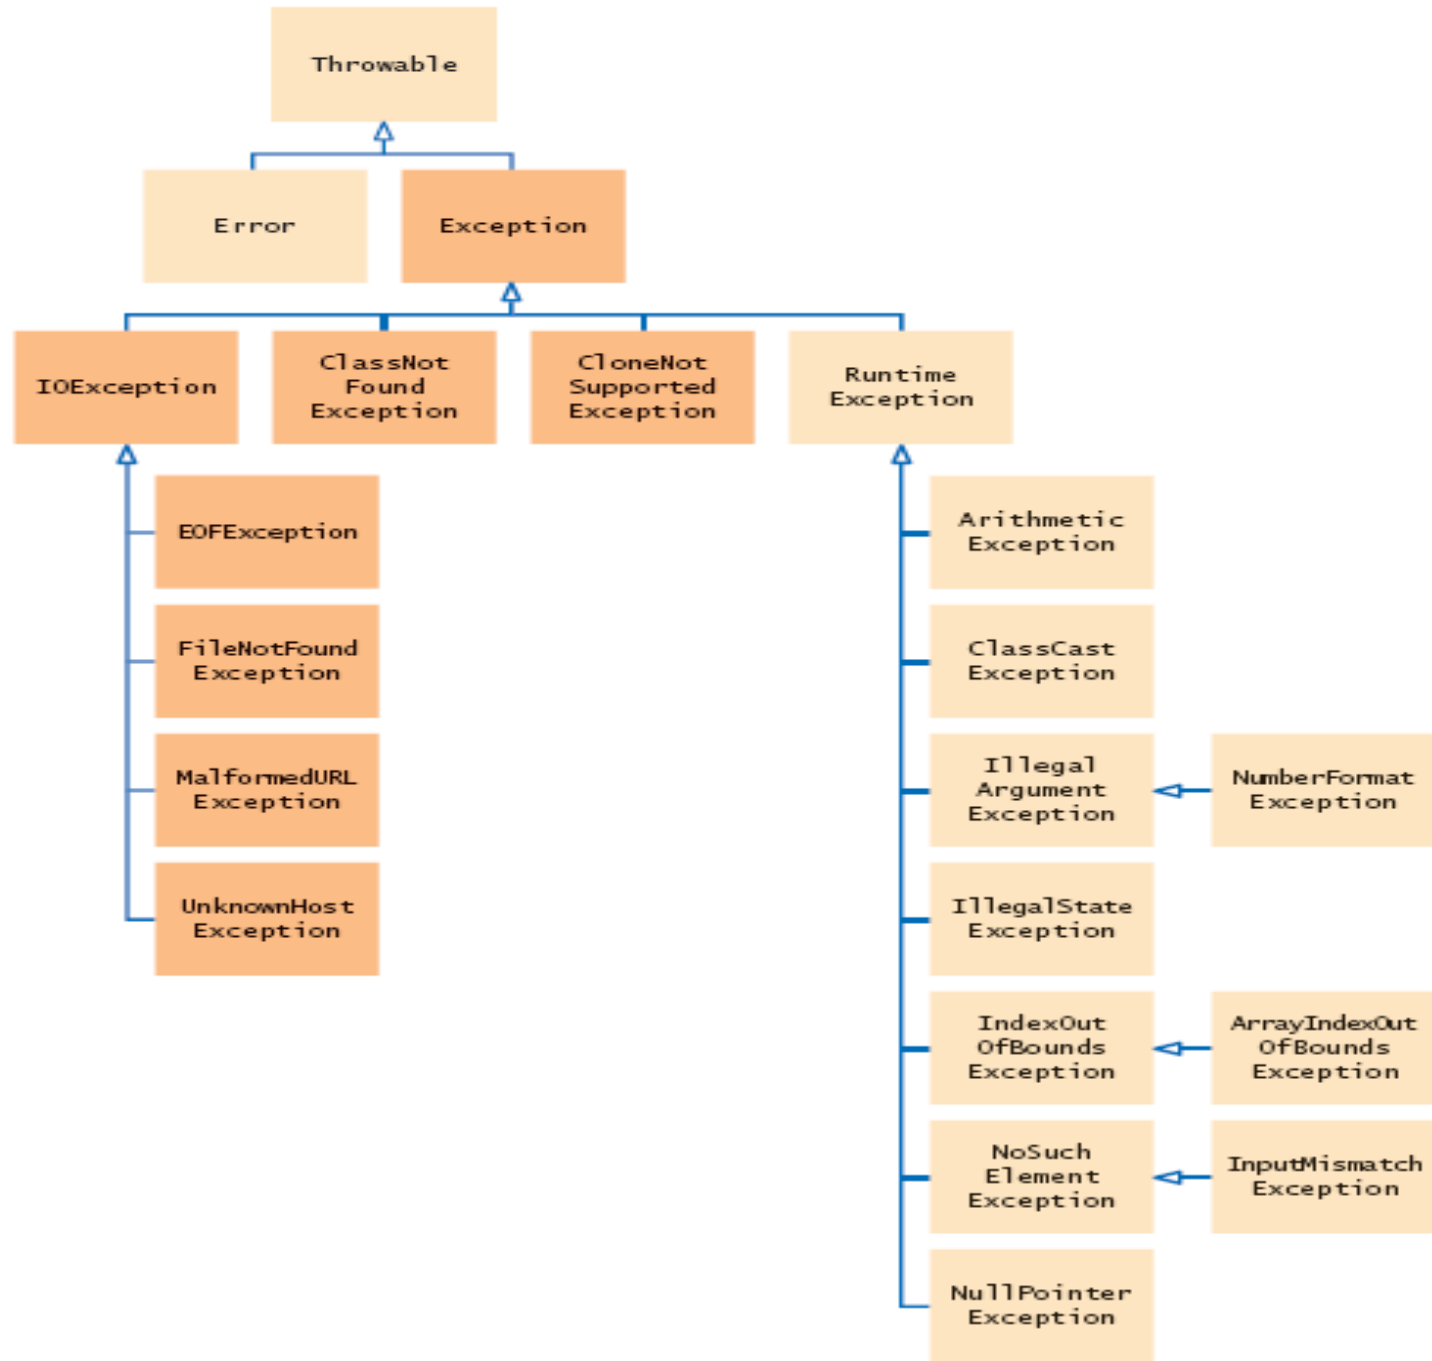 Throwable
Error
Exception
IOException
ClassNot
Found
Exception
CloneNot
Supported
Exception
Runtime
Exception
EOFException
FileNotFound
Exception
MalformedURL
Exception
UnknownHost
Exception
Arithmetic
Exception
ClassCast
Exception
Illegal
Argument
Exception
NumberFormat
Exception
IllegalState
Exception
IndexOut
OfBounds
Exception
ArrayIndexOut
OfBounds
Exception
NoSuch
Element
Exception
InputMismatch
Exception
NullPointer
Exception